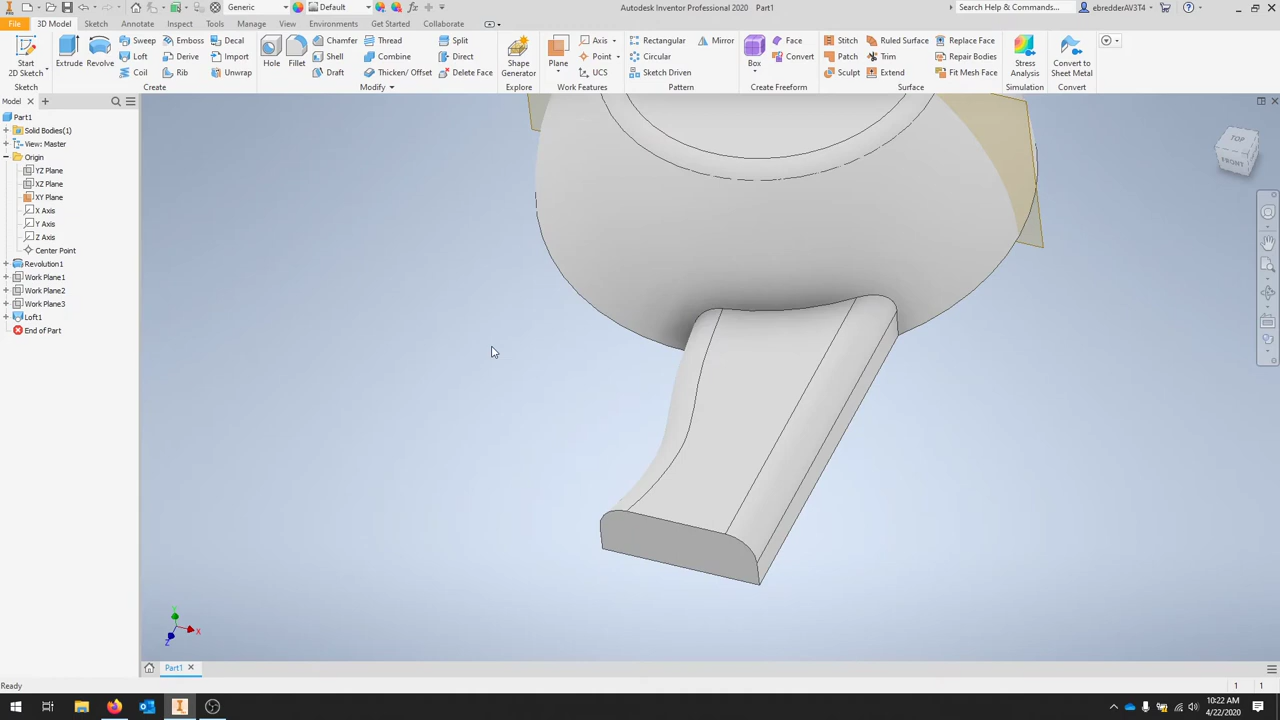 Generic Default Autodesk Inventor Professional 2020 Part1 Search Help & Commands... ebredderAV3T4
File 3D Model Sketch Annotate Inspect Tools Manage View Environments Get Started Collaborate
Start
2D Sketch
Sketch
Extrude Revolve
Sweep Emboss Decal
Loft Derive Import
Coil Rib Unwrap
Create
Hole Fillet
Chamfer Thread Split
Shell Combine Direct
Draft Thicken/ Offset Delete Face
Modify
Shape
Generator
Explore
Plane
Axis
Point
UCS
Work Features
Rectangular Mirror
Circular
Sketch Driven
Pattern
Box
Face
Convert
Create Freeform
Stitch Ruled Surface Replace Face
Patch Trim Repair Bodies
Sculpt Extend Fit Mesh Face
Surface
Stress
Analysis
Simulation
Convert to
Sheet Metal
Convert
Model
Part1
Solid Bodies(1)
View: Master
Origin
YZ Plane
XZ Plane
XY Plane
X Axis
Y Axis
Z Axis
Center Point
Revolution1
Work Plane1
Work Plane2
Work Plane3
Loft1
End of Part
TOP
FRONT
Y
X
Z
Part1
Ready 1 1
10:22 AM
4/22/2020